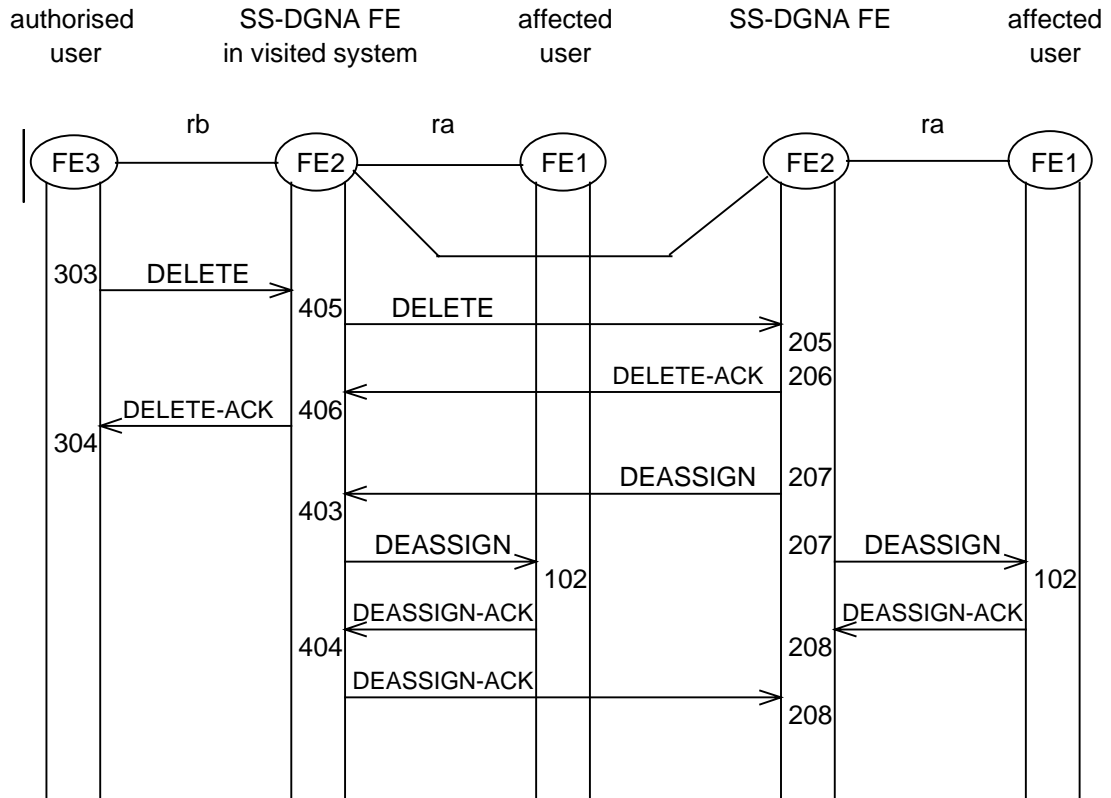 authorised SS-DGNA FE affected SS-DGNA FE affected
user in visited system user user
rb ra ra
FE3 FE2 FE1 FE2 FE1
303 DELETE
405 DELETE
205
DELETE-ACK 206
DELETE-ACK 406
304
DEASSIGN 207
403
DEASSIGN 207 DEASSIGN
102 102
DEASSIGN-ACK DEASSIGN-ACK
404 208
DEASSIGN-ACK
208